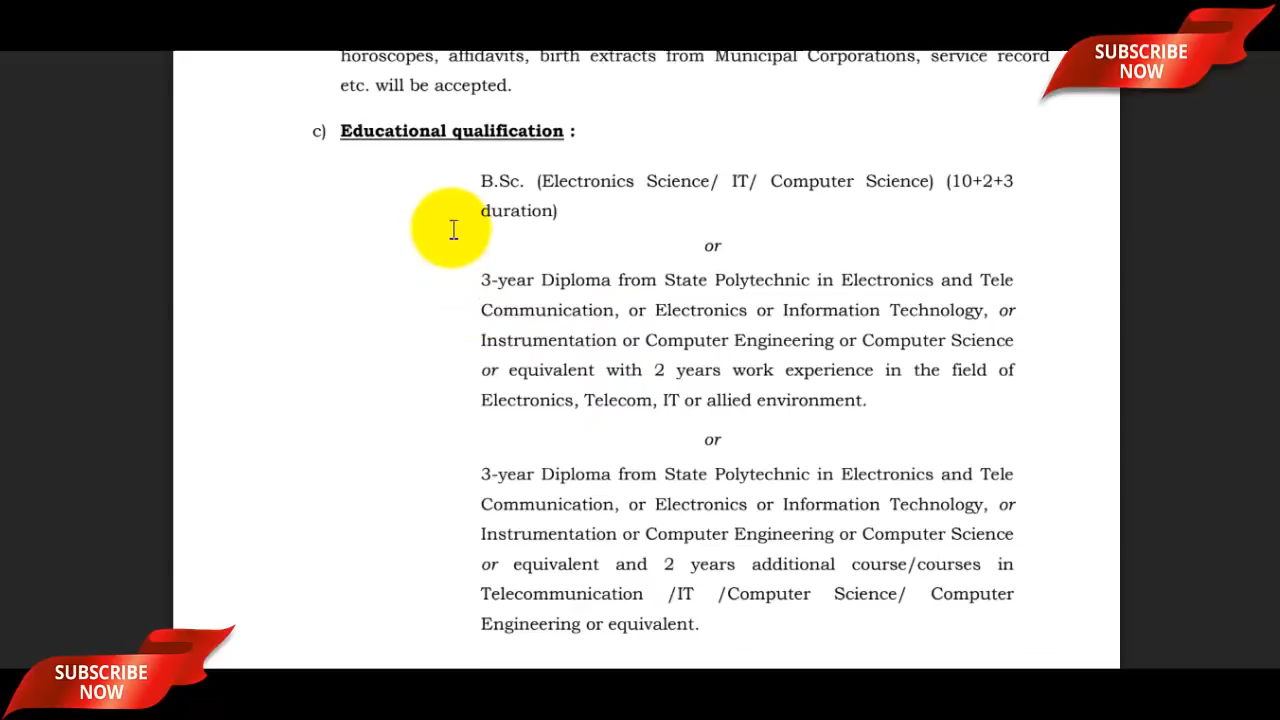 horoscopes, affidavits, birth extracts from Municipal Corporations, service record
etc. will be accepted.
c) Educational qualification :
B.Sc. (Electronics Science/ IT/ Computer Science) (10+2+3
duration)
or
3-year Diploma from State Polytechnic in Electronics and Tele
Communication, or Electronics or Information Technology, or
Instrumentation or Computer Engineering or Computer Science
or equivalent with 2 years work experience in the field of
Electronics, Telecom, IT or allied environment.
or
3-year Diploma from State Polytechnic in Electronics and Tele
Communication, or Electronics or Information Technology, or
Instrumentation or Computer Engineering or Computer Science
or equivalent and 2 years additional course/courses in
Telecommunication /IT /Computer Science/ Computer
Engineering or equivalent.
SUBSCRIBE
NOW
SUBSCRIBE
NOW